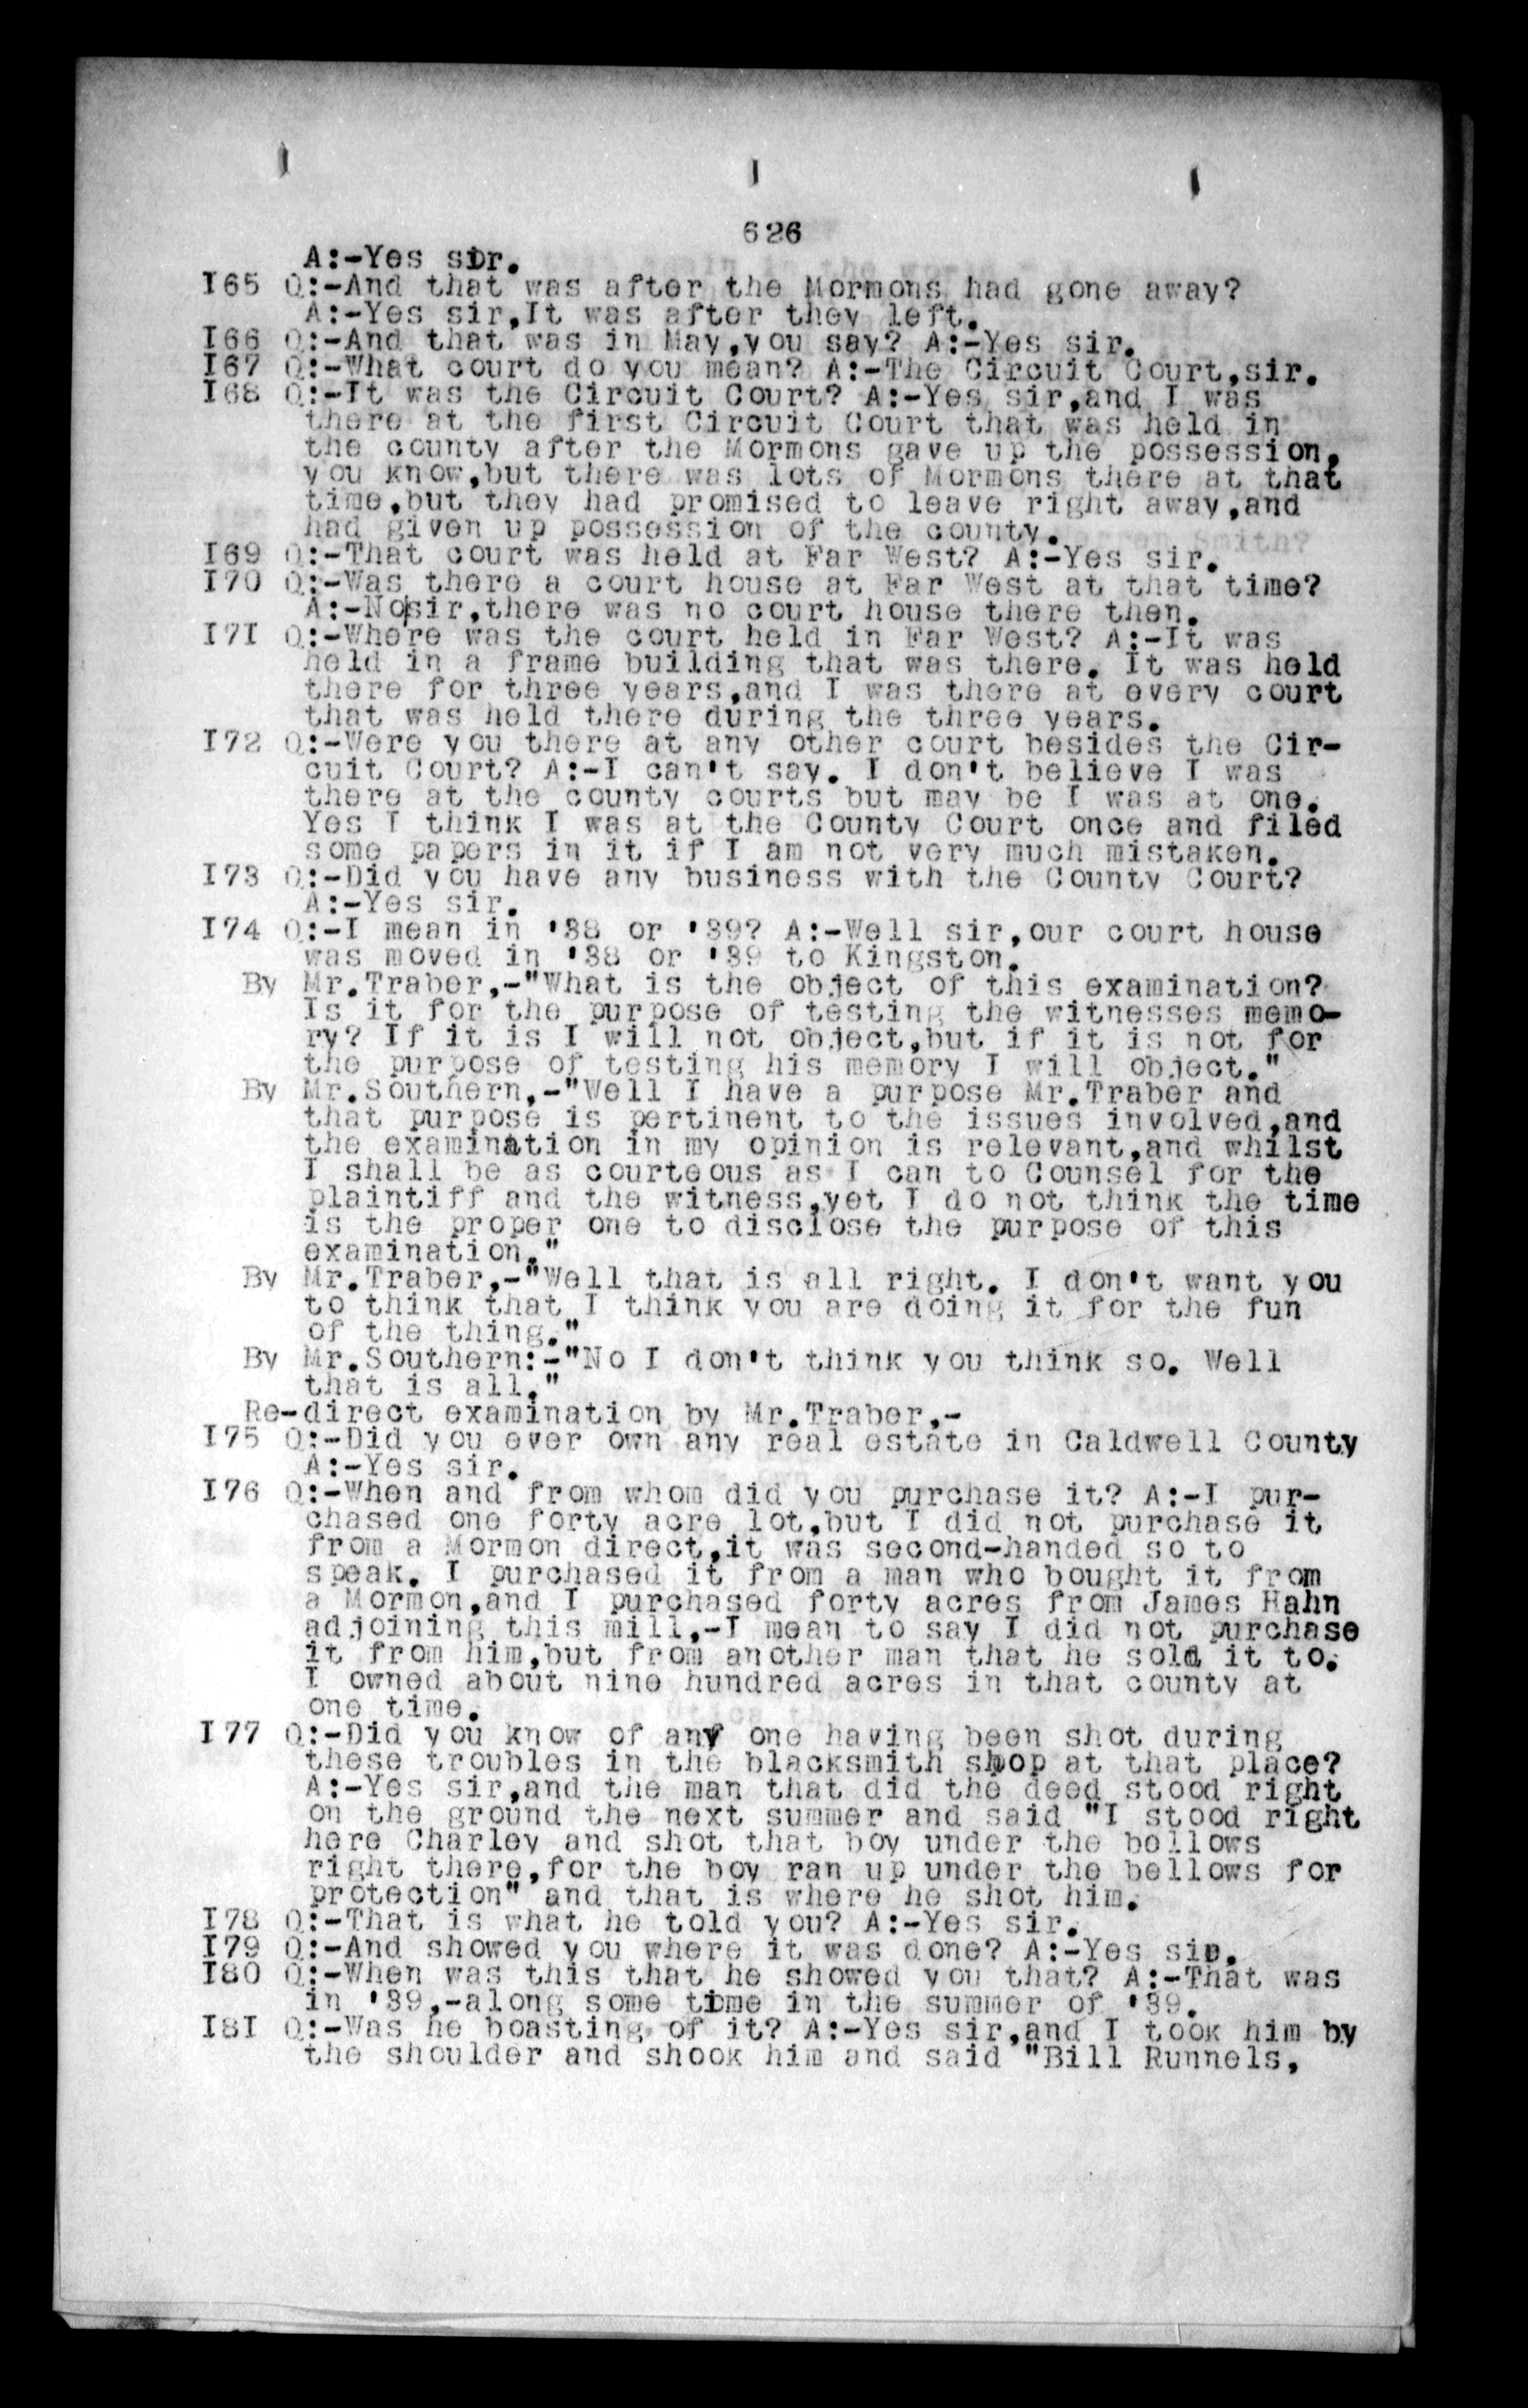 626
A:-Yes sir.
I65 Q:-And that was after the Mormons had gone away?
A:-Yes sir,It was after they left.
I66 Q:-And that was in May,you say? A:-Yes sir.
I67 Q:-What court do you mean? A:-The Circuit Court,sir.
I68 Q:-It was the Circuit Court? A:-Yes sir,and I was
there at the first Circuit Court that was held in
the county after the Mormons gave up the possession,
you know,but there was lots of Mormons there at that
time,but they had promised to leave right away,and
had given up possession of the county.
I69 Q:-That court was held at Far West? A:-Yes sir.
I70 Q:-Was there a court house at Far West at that time?
A:-No sir,there was no court house there then.
I7I Q:-Where was the court held in Far West? A:-It was
held in a frame building that was there. It was held
there for three years,and I was there at every court
that was held there during the three years.
I72 Q:-Were you there at any other court besides the Cir-
cuit Court? A:-I can't say. I don't believe I was
there at the county courts but may be I was at one.
Yes I think I was at the County Court once and filed
some papers in it if I am not very much mistaken.
I73 Q:-Did you have any business with the County Court?
A:-Yes sir.
I74 Q:-I mean in '38 or '39? A:-Well sir,our court house
was moved in '38 or '39 to Kingston.
By Mr.Traber,-"What is the object of this examination?
Is it for the purpose of testing the witnesses memo-
ry? If it is I will not object,but if it is not for
the purpose of testing his memory I will object."
By Mr.Southern,-"Well I have a purpose Mr.Traber and
that purpose is pertinent to the issues involved,and
the examination in my opinion is relevant,and whilst
I shall be as courteous as I can to Counsel for the
plaintiff and the witness,yet I do not think the time
is the proper one to disclose the purpose of this
examination."
By Mr.Traber,-"Well that is all right. I don't want you
to think that I think you are doing it for the fun
of the thing."
By Mr.Southern:-"No I don't think you think so. Well
that is all."
Re-direct examination by Mr.Traber,-
I75 Q:-Did you ever own any real estate in Caldwell County
A:-Yes sir.
I76 Q:-When and from whom did you purchase it? A:-I pur-
chased one forty acre lot,but I did not purchase it
from a Mormon direct,it was second-handed so to
speak. I purchased it from a man who bought it from
a Mormon,and I purchased forty acres from James Hahn
adjoining this mill,-I mean to say I did not purchase
it from him,but from another man that he sold it to.
I owned about nine hundred acres in that county at
one time.
I77 Q:-Did you know of any one having been shot during
these troubles in the blacksmith shop at that place?
A:-Yes sir,and the man that did the deed stood right
on the ground the next summer and said "I stood right
here Charley and shot that boy under the bellows
right there,for the boy ran up under the bellows for
protection" and that is where he shot him.
I78 Q:-That is what he told you? A:-Yes sir.
I79 Q:-And showed you where it was done? A:-Yes sir.
I80 Q:-When was this that he showed you that? A:-That was
in '39,-along some time in the summer of '39.
I8I Q:-Was he boasting of it? A:-Yes sir,and I took him by
the shoulder and shook him and said "Bill Runnels,